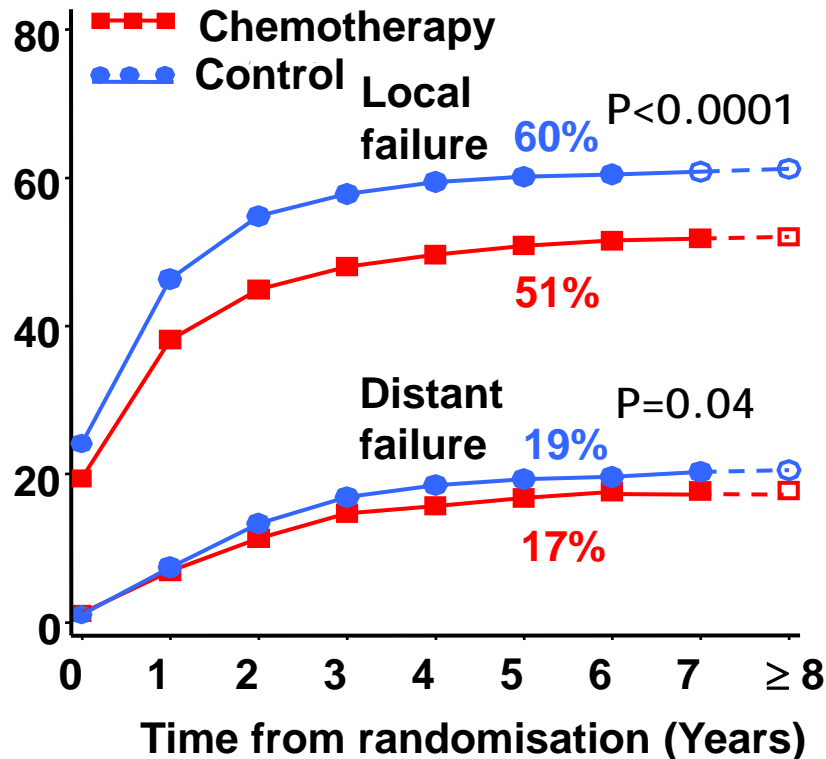 80
Chemotherapy
Control
Local
failure
P<0.0001
60%
60
51%
40
Distant
failure
P=0.04
19%
20
17%
0
0 1 2 3 4 5 6 7 ≥ 8
Time from randomisation (Years)